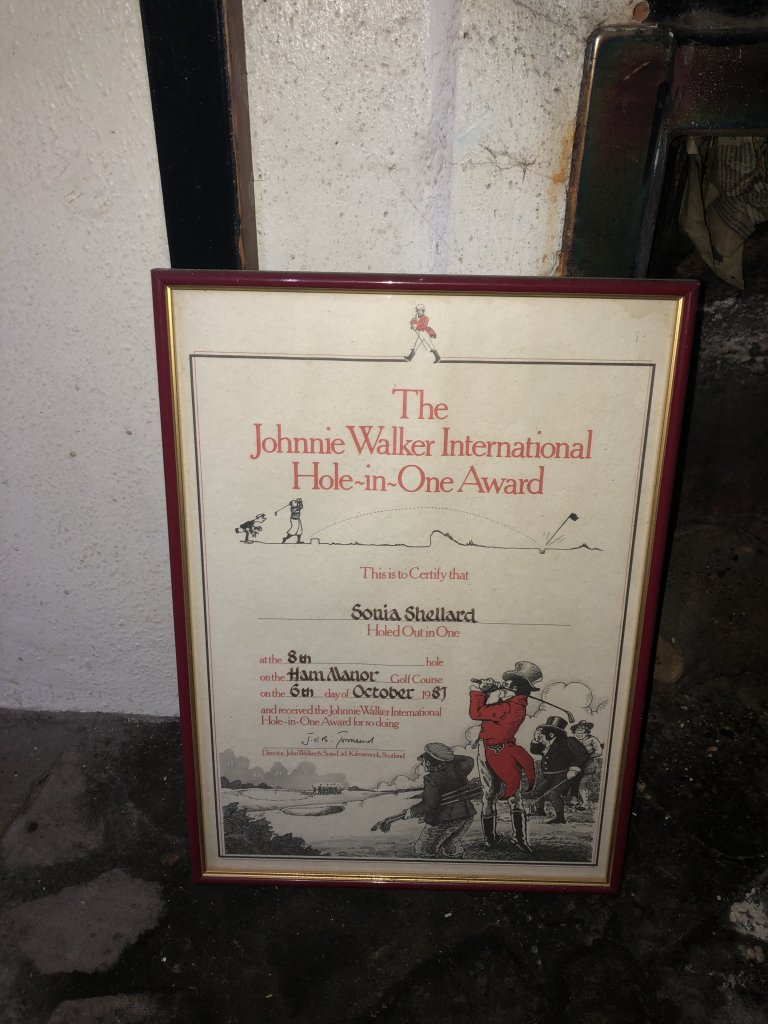 The
Johnnie Walker International
Hole~in~One Award
This is to Certify that
Sonia Shellard
Holed Out in One
at the 8th hole
on the Ham Manor Golf Course
on the 6th day of October 1987
and received the Johnnie Walker International
Hole-in-One Award for so doing
Director, John Walker & Sons Ltd. Kilmarnock, Scotland